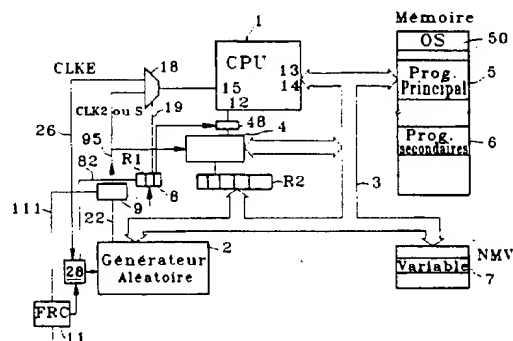 Mémoire
1
OS
50
CLKE
18
CPU
13
14
15
12
5
Prog.
Principal
19
CLK2 ou S
48
4
26
95
82
R1
8
R2
6
Prog.
secondaires
3
111
9
22
2
Générateur
Aléatoire
28
NMV
Variable
7
FRC
11